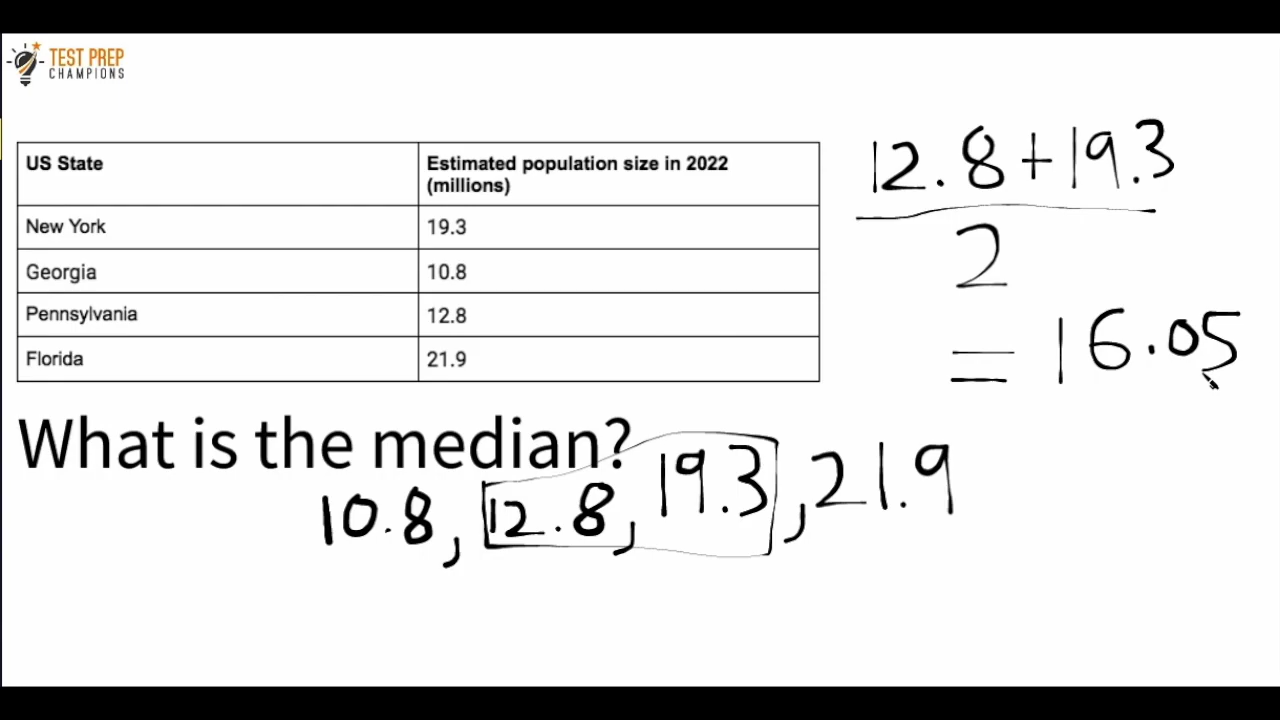 TEST PREP
CHAMPIONS
US State Estimated population size in 2022 (millions)
New York 19.3
Georgia 10.8
Pennsylvania 12.8
Florida 21.9
12.8+19.3
2
= 16.05
What is the median?
10.8, 12.8, 19.3, 21.9